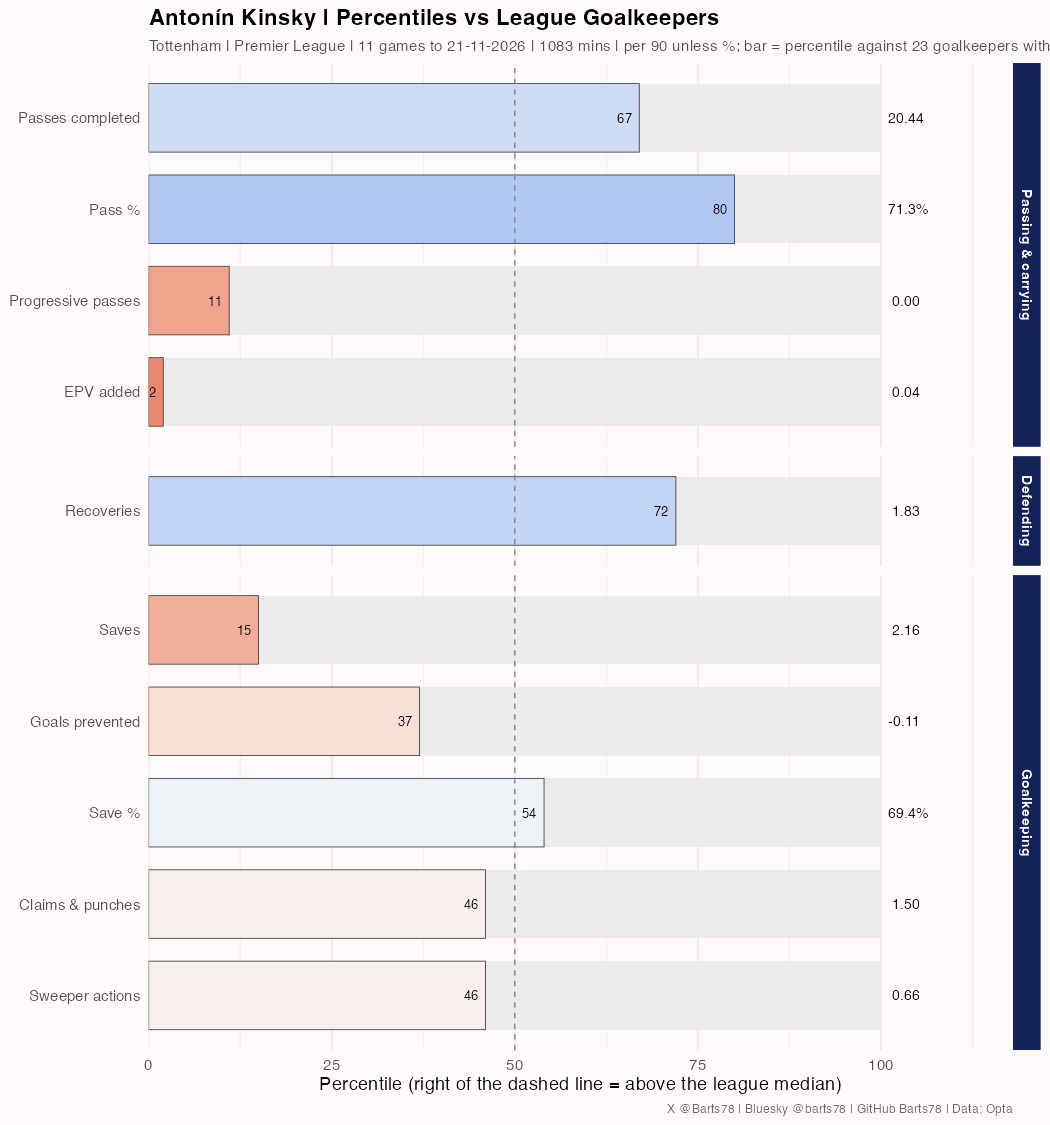 Antonín Kinsky | Percentiles vs League Goalkeepers
Tottenham | Premier League | 11 games to 21-11-2026 | 1083 mins | per 90 unless %; bar = percentile against 23 goalkeepers with
Passing & carrying
Passes completed 67 20.44
Pass % 80 71.3%
Progressive passes 11 0.00
EPV added 2 0.04
Defending
Recoveries 72 1.83
Goalkeeping
Saves 15 2.16
Goals prevented 37 -0.11
Save % 54 69.4%
Claims & punches 46 1.50
Sweeper actions 46 0.66
0 25 50 75 100
Percentile (right of the dashed line = above the league median)
X @Barts78 | Bluesky @barts78 | GitHub Barts78 | Data: Opta